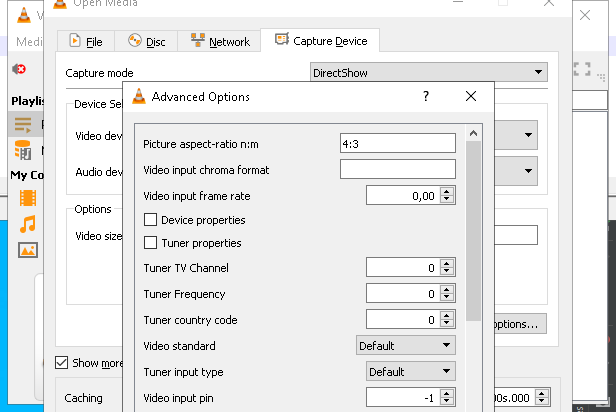 Open Media
V
Medi
File
Disc
Network
Capture Device
Capture mode
DirectShow
Playlis
Device Sel
Video dev
Audio dev
My Co
Options
Video size
Advanced Options
?
Picture aspect-ratio n:m
4:3
Video input chroma format
Video input frame rate
0,00
Device properties
Tuner properties
Tuner TV Channel
0
Tuner Frequency
0
Tuner country code
0
Video standard
Default
Tuner input type
Default
Video input pin
-1
options...
Show more
Caching
00s.000